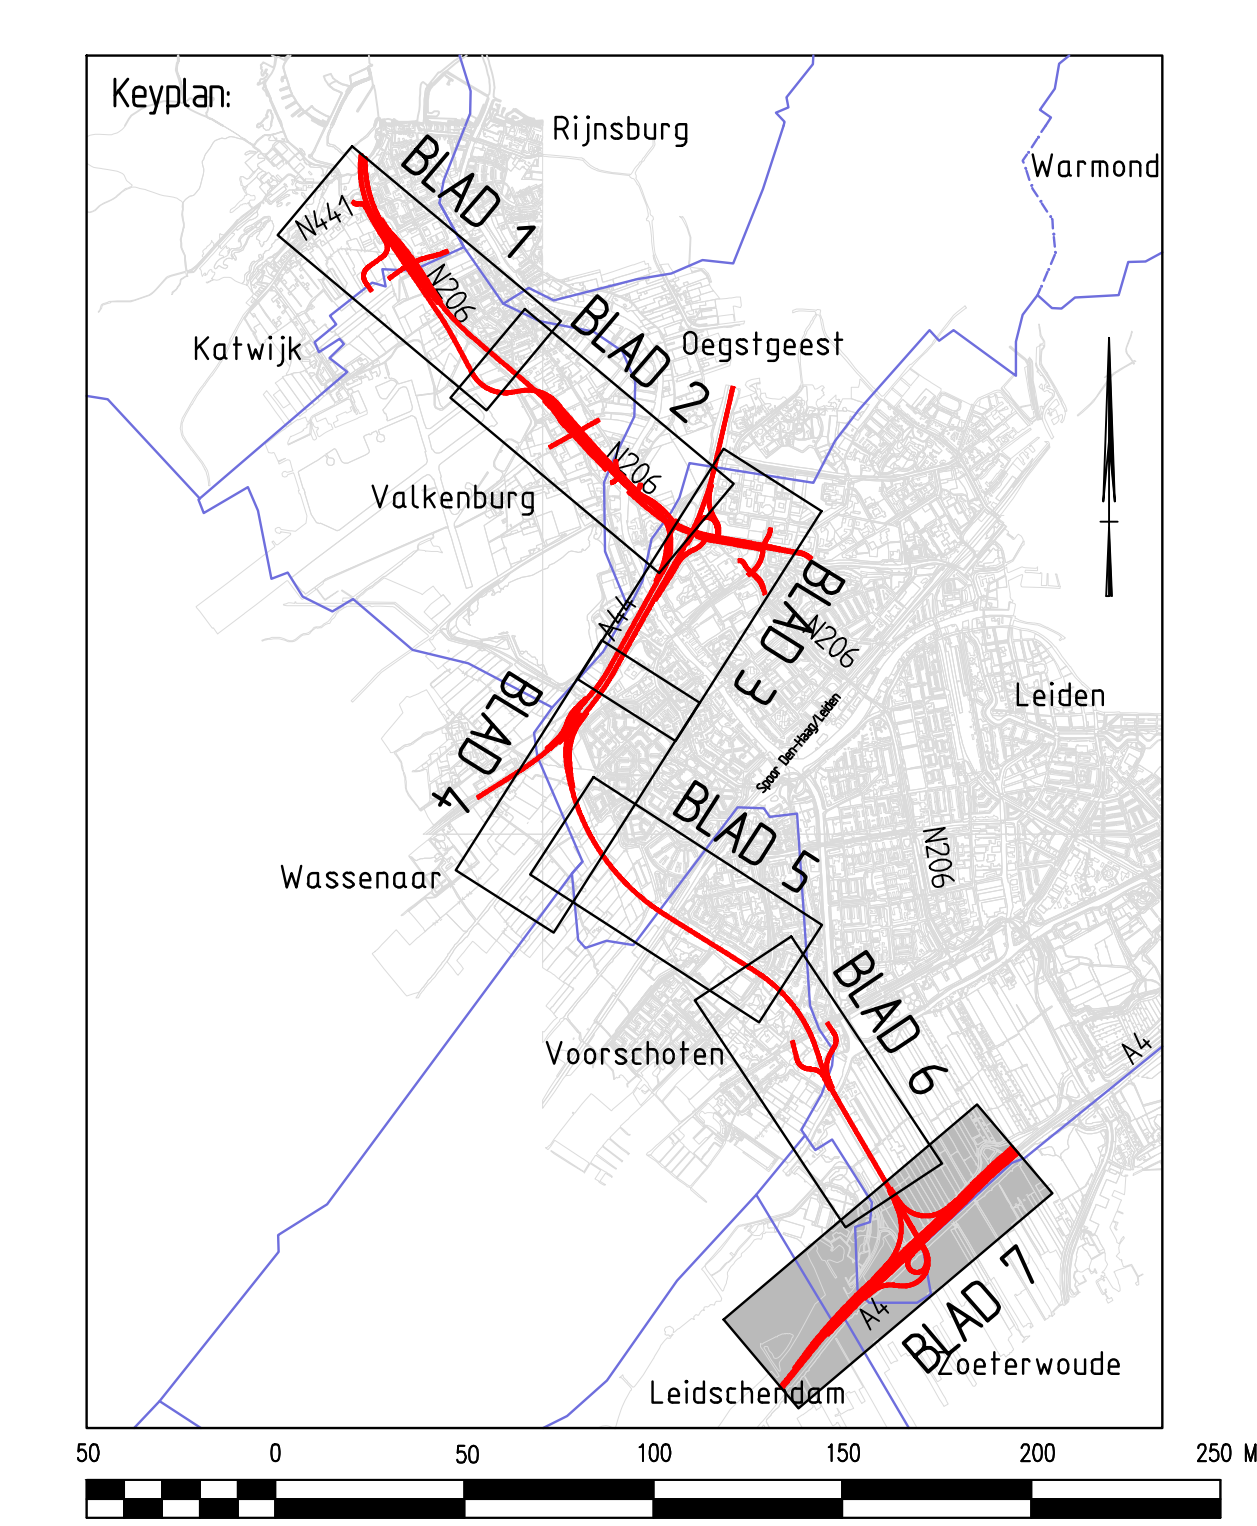 Keyplan:
Rijnsburg
Warmond
BLAD 1
N441
N206
Katwijk
BLAD 2
Oegstgeest
N206
Valkenburg
BLAD 3
A44
N206
Leiden
BLAD 4
Spoor Den-Haag/Leiden
BLAD 5
N206
Wassenaar
BLAD 6
Voorschoten
A4
BLAD 7
A4
Zoeterwoude
Leidschendam
50 0 50 100 150 200 250 M